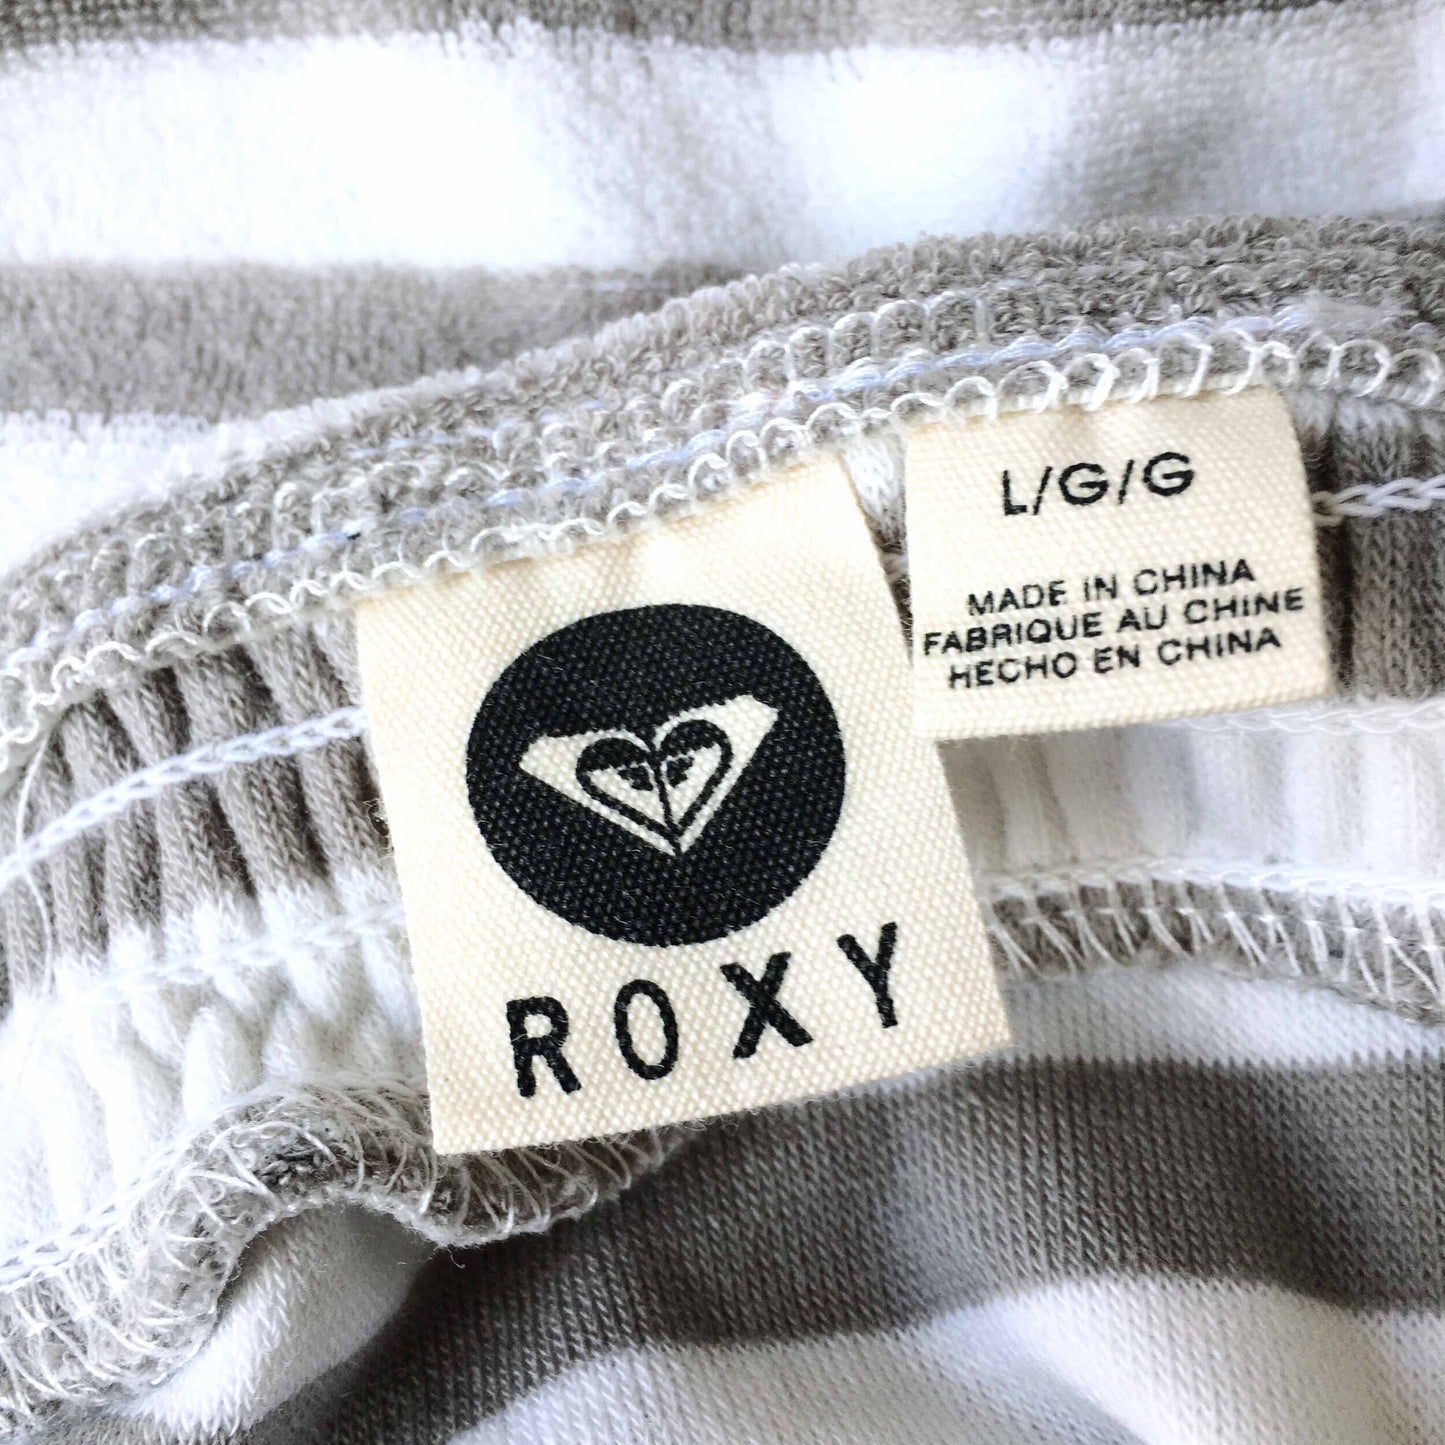 L/G/G
MADE IN CHINA
FABRIQUE AU CHINE
HECHO EN CHINA
ROXY